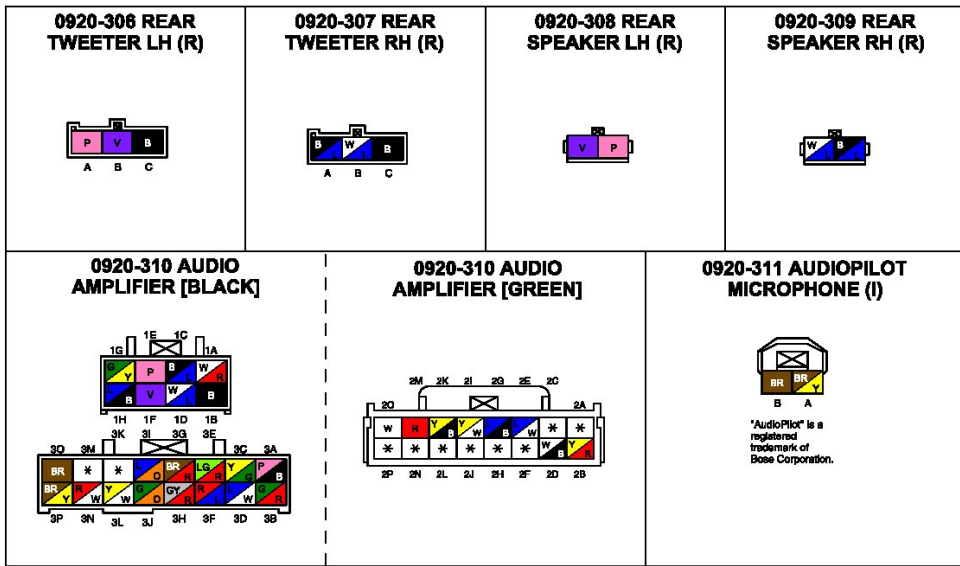 0920-306 REAR
TWEETER LH (R)
P V B
A B C
0920-307 REAR
TWEETER RH (R)
B L W L B
A B C
0920-308 REAR
SPEAKER LH (R)
V P
0920-309 REAR
SPEAKER RH (R)
W L B L
0920-310 AUDIO
AMPLIFIER [BLACK]
1E 1C
1G 1A
G Y P B L W R
L B V W L B
1H 1F 1D 1B
3K 3I 3G 3E
3O 3M 3C 3A
BR * * L O BR R LG R Y G P B
BR Y R W Y W G O GY R R L L W G R
3P 3N 3L 3J 3H 3F 3D 3B
0920-310 AUDIO
AMPLIFIER [GREEN]
2M 2K 2I 2G 2E 2C
2O 2A
W R Y B Y W L B L W * *
* * * * * * W B Y R
2P 2N 2L 2J 2H 2F 2D 2B
0920-311 AUDIOPILOT
MICROPHONE (I)
BR BR Y
B A
"AudioPilot" is a
registered
trademark of
Bose Corporation.